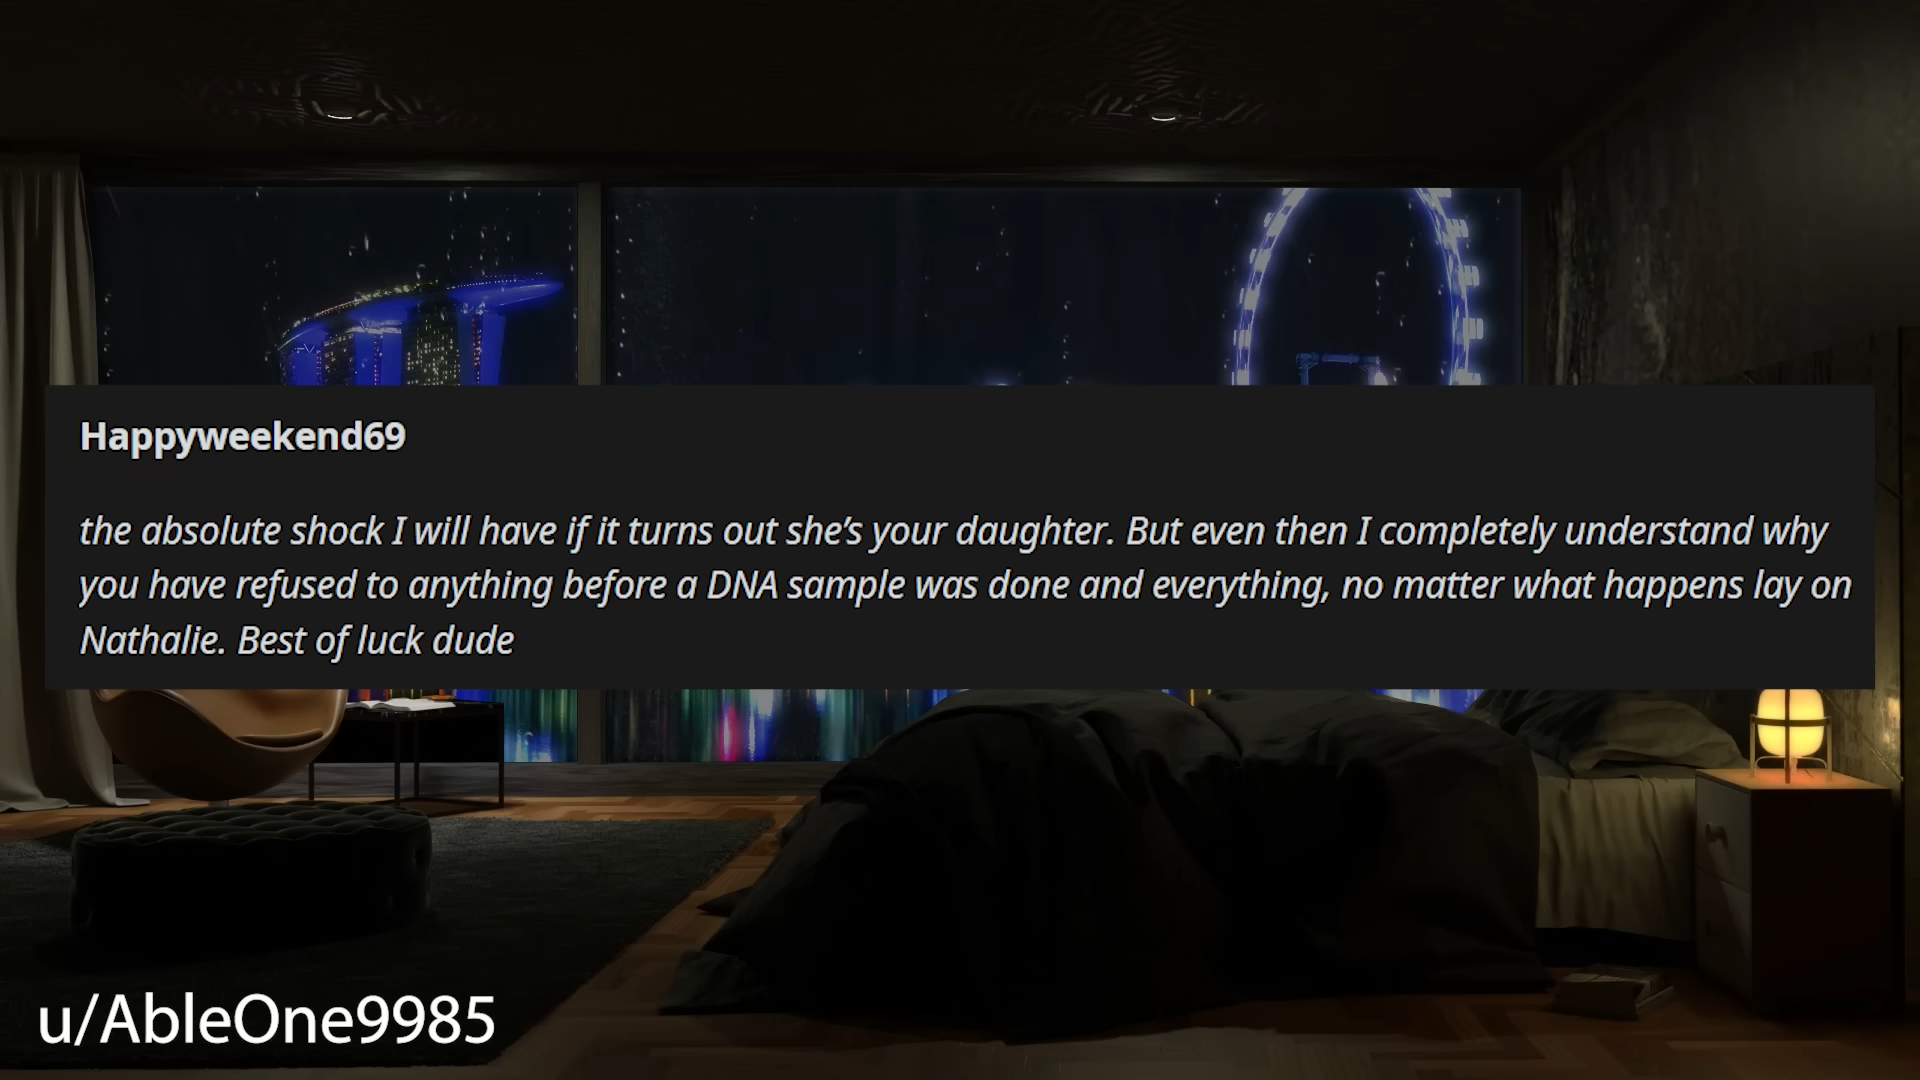 Happyweekend69
the absolute shock I will have if it turns out she’s your daughter. But even then I completely understand why
you have refused to anything before a DNA sample was done and everything, no matter what happens lay on
Nathalie. Best of luck dude
u/AbleOne9985